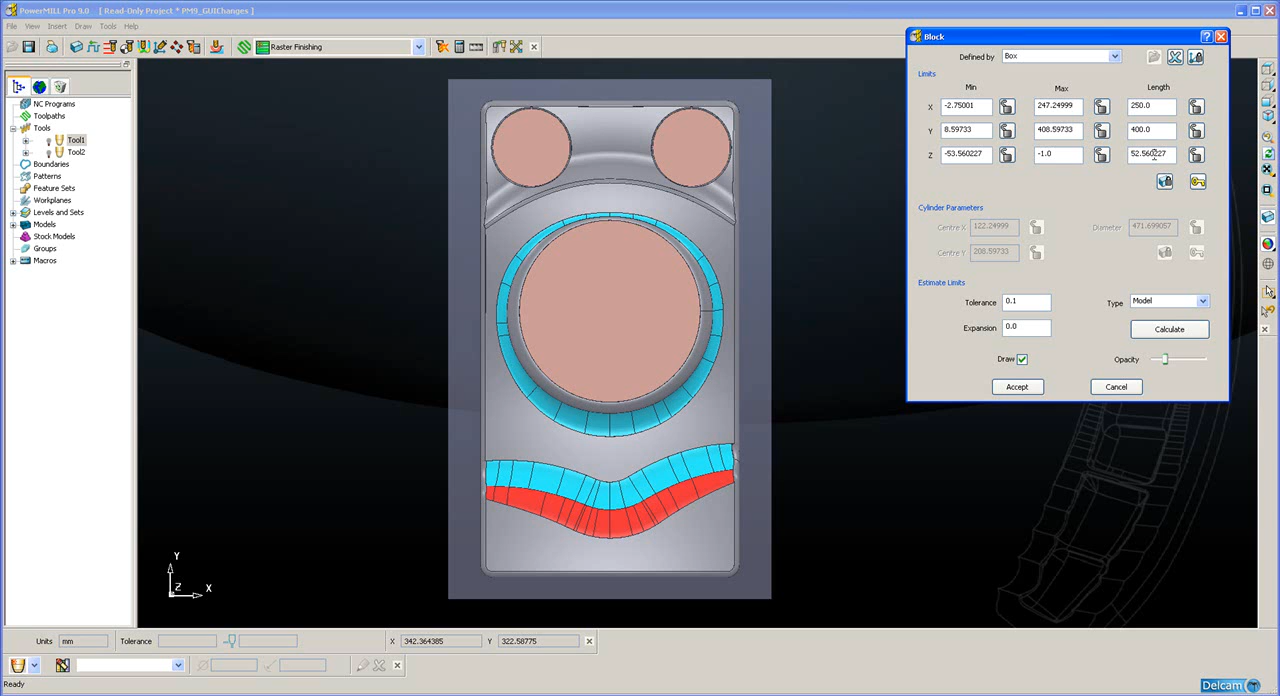 PowerMILL Pro 9.0 [ Read-Only Project * PM9_GUIChanges ]
File View Insert Draw Tools Help
Raster Finishing
NC Programs
Toolpaths
Tools
Tool1
Tool2
Boundaries
Patterns
Feature Sets
Workplanes
Levels and Sets
Models
Stock Models
Groups
Macros
Block
Defined by Box
Limits
Min Max Length
X -2.75001 247.24999 250.0
Y 8.59733 408.59733 400.0
Z -53.560227 -1.0 52.560227
Cylinder Parameters
Centre X 122.24999 Diameter 471.699057
Centre Y 208.59733
Estimate Limits
Tolerance 0.1 Type Model
Expansion 0.0 Calculate
Draw Opacity
Accept Cancel
Y
Z X
Units mm Tolerance X 342.364385 Y 322.58775
Ready
Delcam